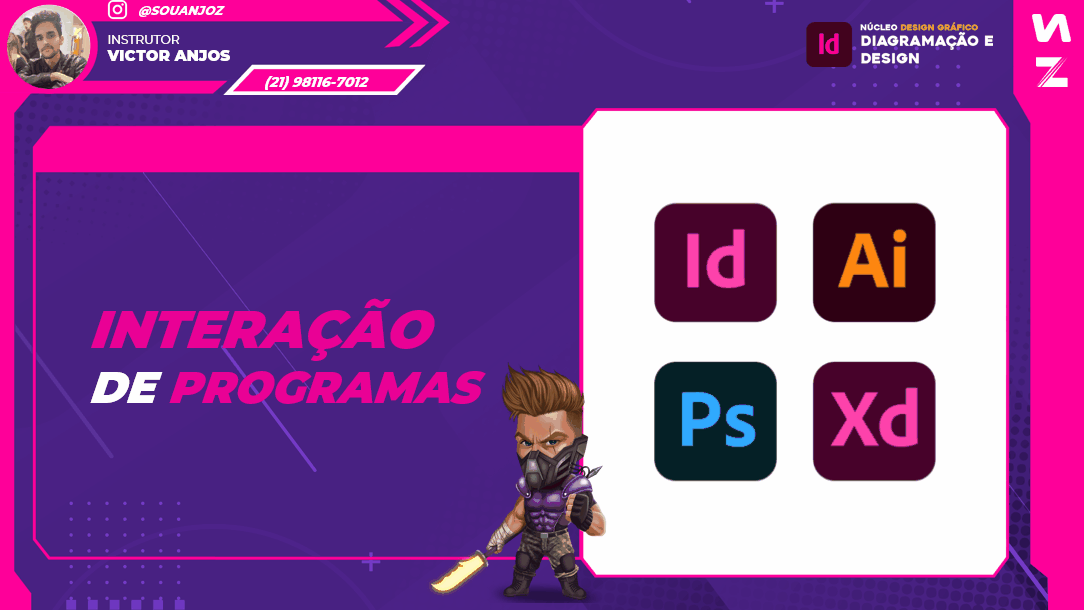 @SOUANJOZ
INSTRUTOR
VICTOR ANJOS
(21) 98116-7012
Id
NÚCLEO DESIGN GRÁFICO
DIAGRAMAÇÃO E
DESIGN
NZ
INTERAÇÃO
DE PROGRAMAS
Id
Ai
Ps
Xd